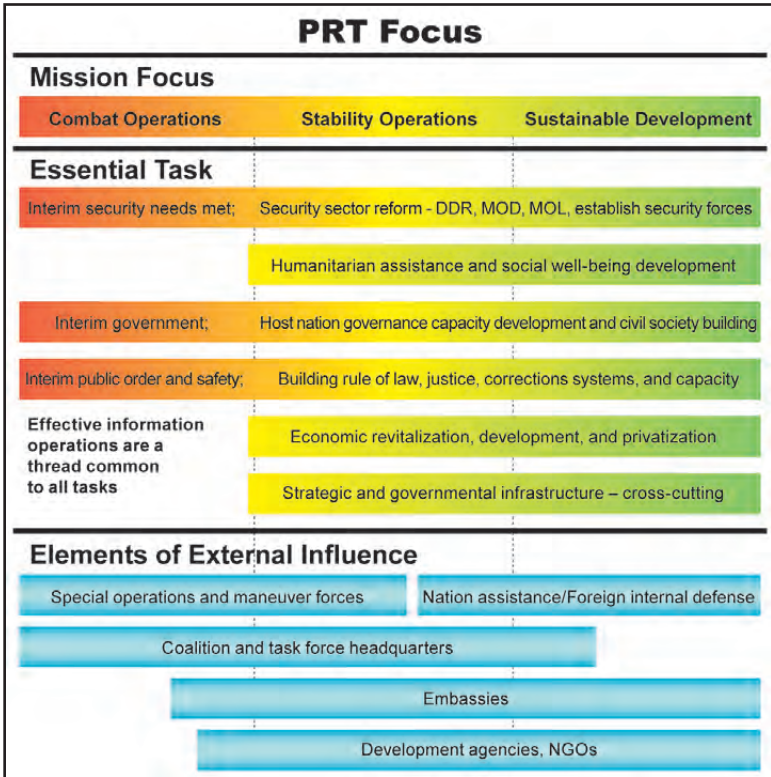 PRT Focus
Mission Focus
Combat Operations
Stability Operations
Sustainable Development
Essential Task
Interim security needs met;
Security sector reform - DDR, MOD, MOL, establish security forces
Humanitarian assistance and social well-being development
Interim government;
Host nation governance capacity development and civil society building
Interim public order and safety;
Building rule of law, justice, corrections systems, and capacity
Effective information
operations are a
thread common
to all tasks
Economic revitalization, development, and privatization
Strategic and governmental infrastructure – cross-cutting
Elements of External Influence
Special operations and maneuver forces
Nation assistance/Foreign internal defense
Coalition and task force headquarters
Embassies
Development agencies, NGOs